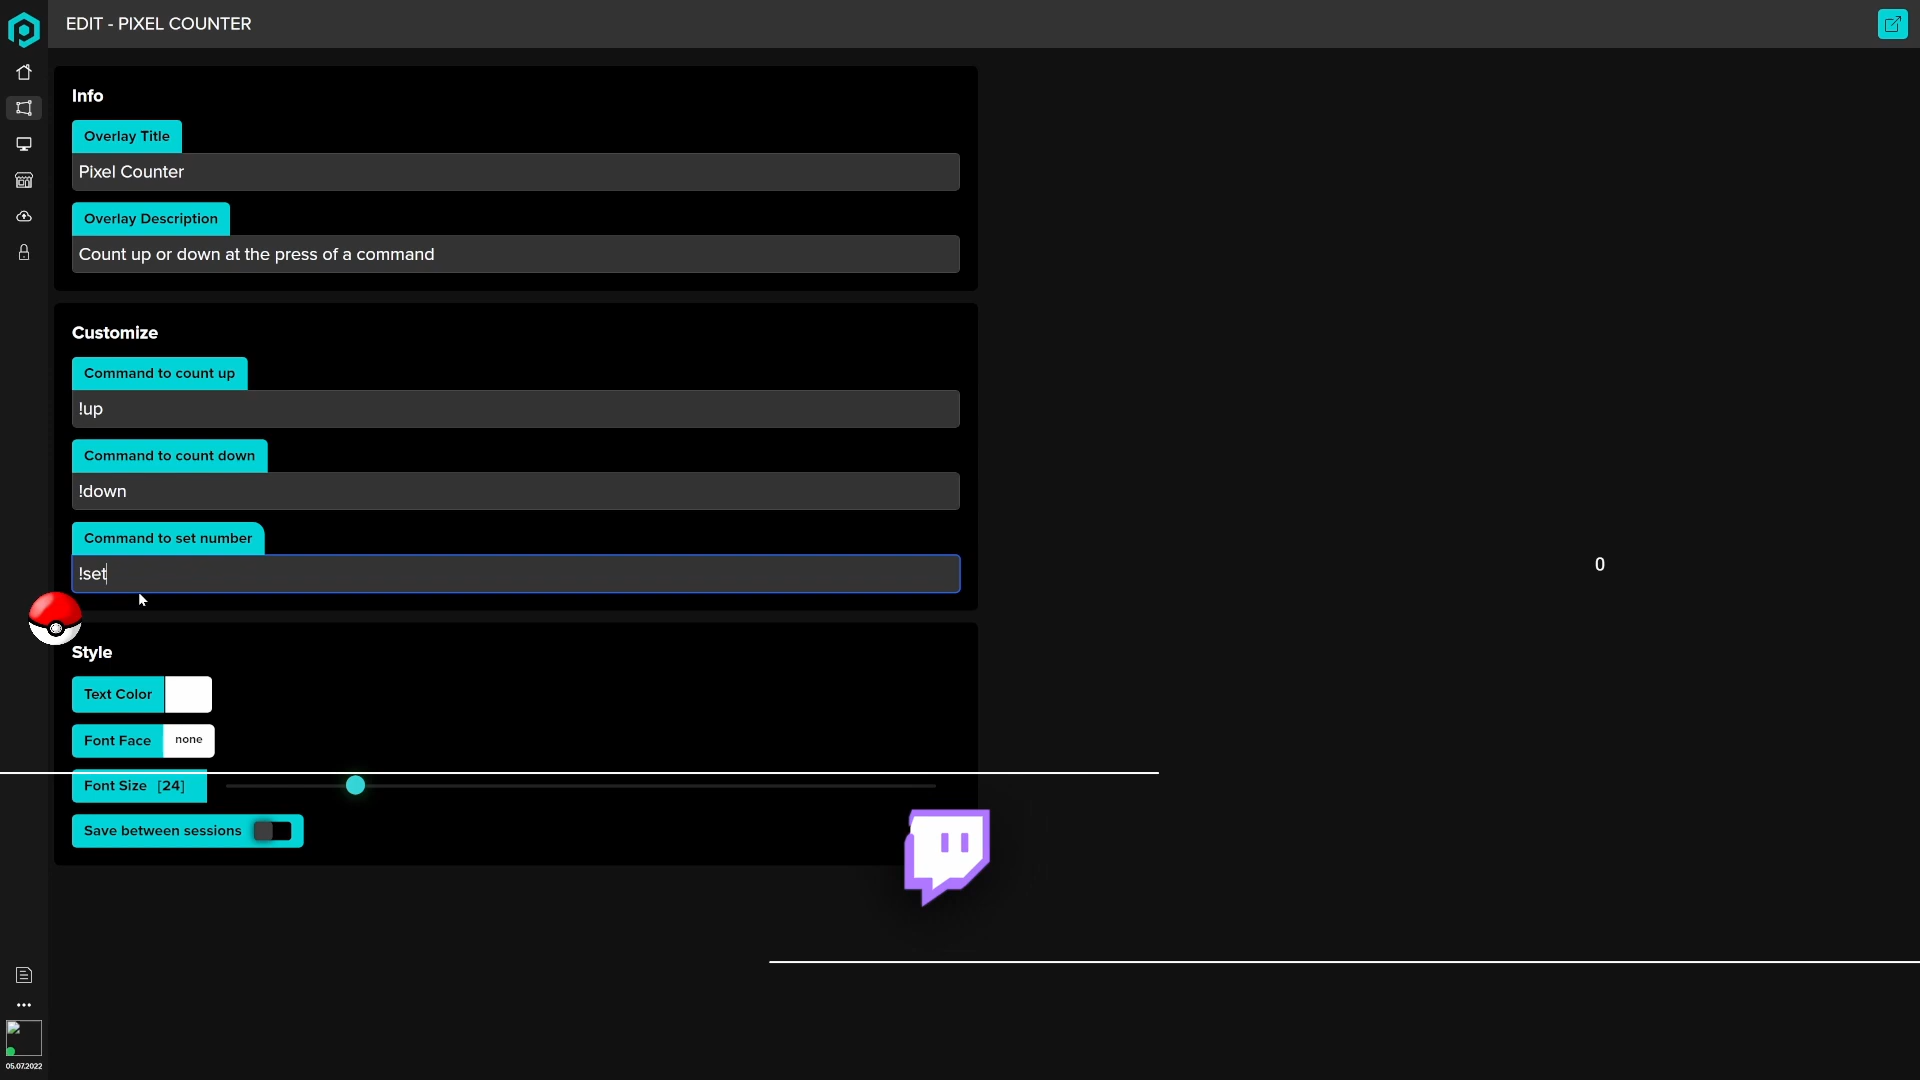 EDIT - PIXEL COUNTER
Info
Overlay Title
Pixel Counter
Overlay Description
Count up or down at the press of a command
Customize
Command to count up
!up
Command to count down
!down
Command to set number
!set
0
Style
Text Color
Font Face none
Font Size [24]
Save between sessions
05.07.2022